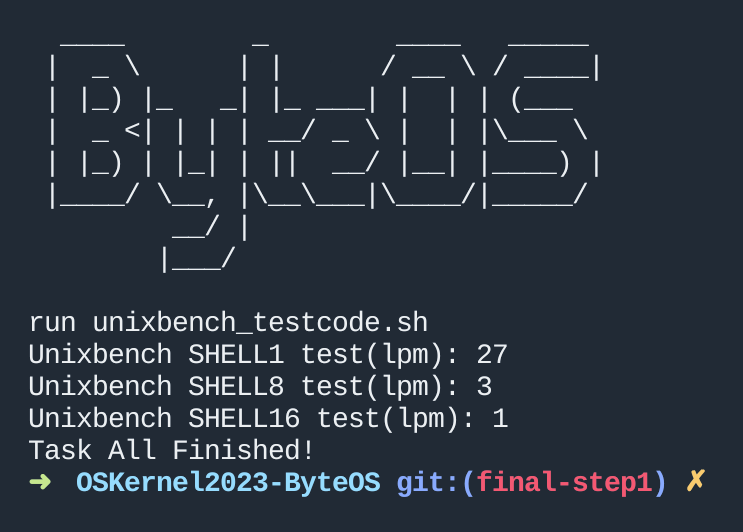 ByteOS
run unixbench_testcode.sh
Unixbench SHELL1 test(lpm): 27
Unixbench SHELL8 test(lpm): 3
Unixbench SHELL16 test(lpm): 1
Task All Finished!
➜ OSKernel2023-ByteOS git:(final-step1) ✗